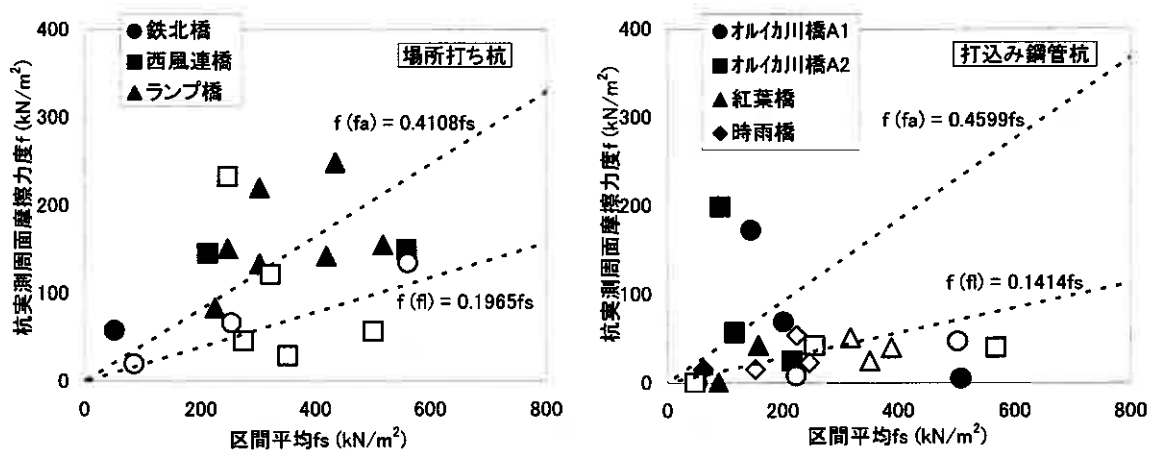 400
300
200
100
0
杭実測周面摩擦力度f (kN/m²)
●鉄北橋
■西風連橋
▲ランプ橋
場所打ち杭
f (fa) = 0.4108fs
f (fl) = 0.1965fs
0 200 400 600 800
区間平均fs (kN/m²)
400
300
200
100
0
杭実測周面摩擦力度f (kN/m²)
●オルイカ川橋A1
■オルイカ川橋A2
▲紅葉橋
◆時雨橋
打込み鋼管杭
f (fa) = 0.4599fs
f (fl) = 0.1414fs
0 200 400 600 800
区間平均fs (kN/m²)